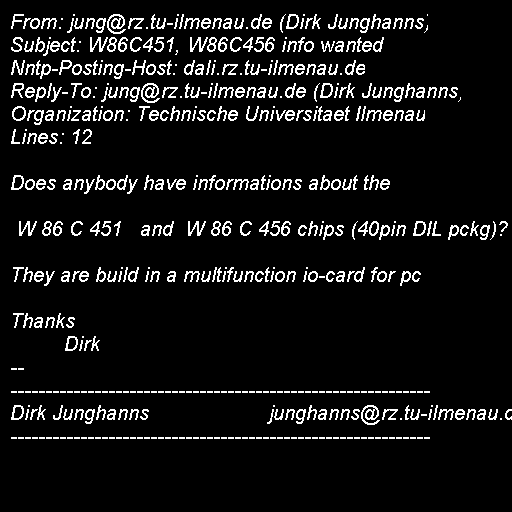 From: jung@rz.tu-ilmenau.de (Dirk Junghanns)
Subject: W86C451, W86C456 info wanted
Nntp-Posting-Host: dali.rz.tu-ilmenau.de
Reply-To: jung@rz.tu-ilmenau.de (Dirk Junghanns,
Organization: Technische Universitaet Ilmenau
Lines: 12

Does anybody have informations about the

W 86 C 451   and  W 86 C 456 chips (40pin DIL pckg)?

They are build in a multifunction io-card for pc

Thanks
Dirk
--
------------------------------------------------------------
Dirk Junghanns                    junghanns@rz.tu-ilmenau.d
------------------------------------------------------------